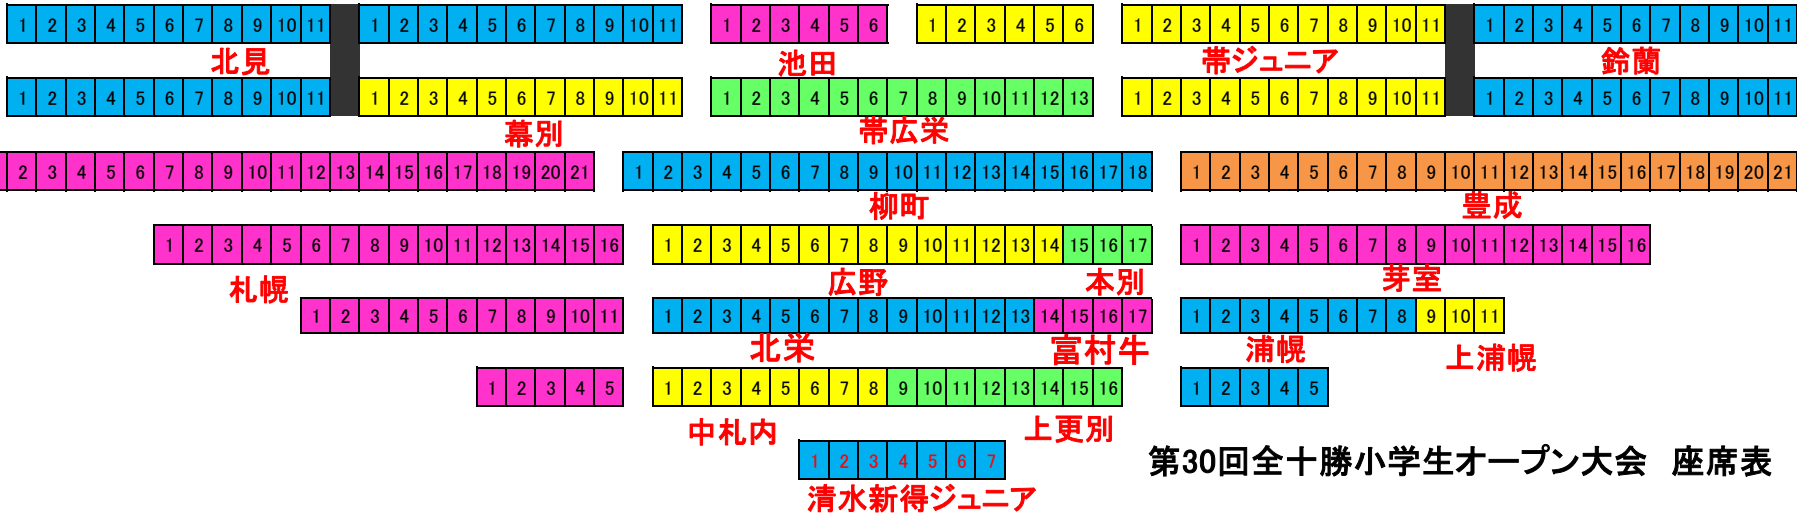 1 2 3 4 5 6 7 8 9 10 11 1 2 3 4 5 6 7 8 9 10 11 1 2 3 4 5 6 1 2 3 4 5 6 1 2 3 4 5 6 7 8 9 10 11 1 2 3 4 5 6 7 8 9 10 11
北見 池田 帯ジュニア 鈴蘭
1 2 3 4 5 6 7 8 9 10 11 1 2 3 4 5 6 7 8 9 10 11 1 2 3 4 5 6 7 8 9 10 11 12 13 1 2 3 4 5 6 7 8 9 10 11 1 2 3 4 5 6 7 8 9 10 11
幕別 帯広栄
2 3 4 5 6 7 8 9 10 11 12 13 14 15 16 17 18 19 20 21 1 2 3 4 5 6 7 8 9 10 11 12 13 14 15 16 17 18 1 2 3 4 5 6 7 8 9 10 11 12 13 14 15 16 17 18 19 20 21
柳町 豊成
1 2 3 4 5 6 7 8 9 10 11 12 13 14 15 16 1 2 3 4 5 6 7 8 9 10 11 12 13 14 15 16 17 1 2 3 4 5 6 7 8 9 10 11 12 13 14 15 16
札幌 広野 本別 芽室
1 2 3 4 5 6 7 8 9 10 11 1 2 3 4 5 6 7 8 9 10 11 12 13 14 15 16 17 1 2 3 4 5 6 7 8 9 10 11
北栄 富村牛 浦幌 上浦幌
1 2 3 4 5 1 2 3 4 5 6 7 8 9 10 11 12 13 14 15 16 1 2 3 4 5
中札内 上更別
1 2 3 4 5 6 7
第30回全十勝小学生オープン大会 座席表
清水新得ジュニア